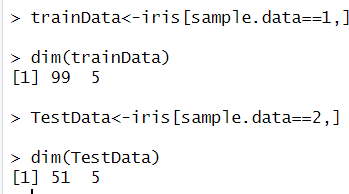 > trainData<-iris[sample.data==1,]
> dim(trainData)
[1] 99  5
> TestData<-iris[sample.data==2,]
> dim(TestData)
[1] 51  5